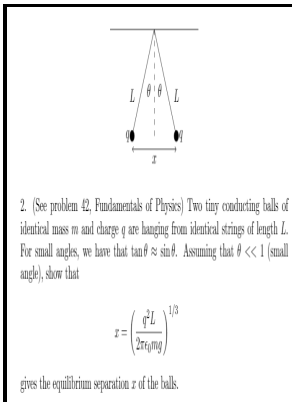 θ θ
L L
q q
x
2. (See problem 42, Fundamentals of Physics) Two tiny conducting balls of
identical mass m and charge q are hanging from identical strings of length L.
For small angles, we have that tan θ ≈ sin θ. Assuming that θ << 1 (small
angle), show that
x = (q²L / 2πϵ₀mg)^{1/3}
gives the equilibrium separation x of the balls.